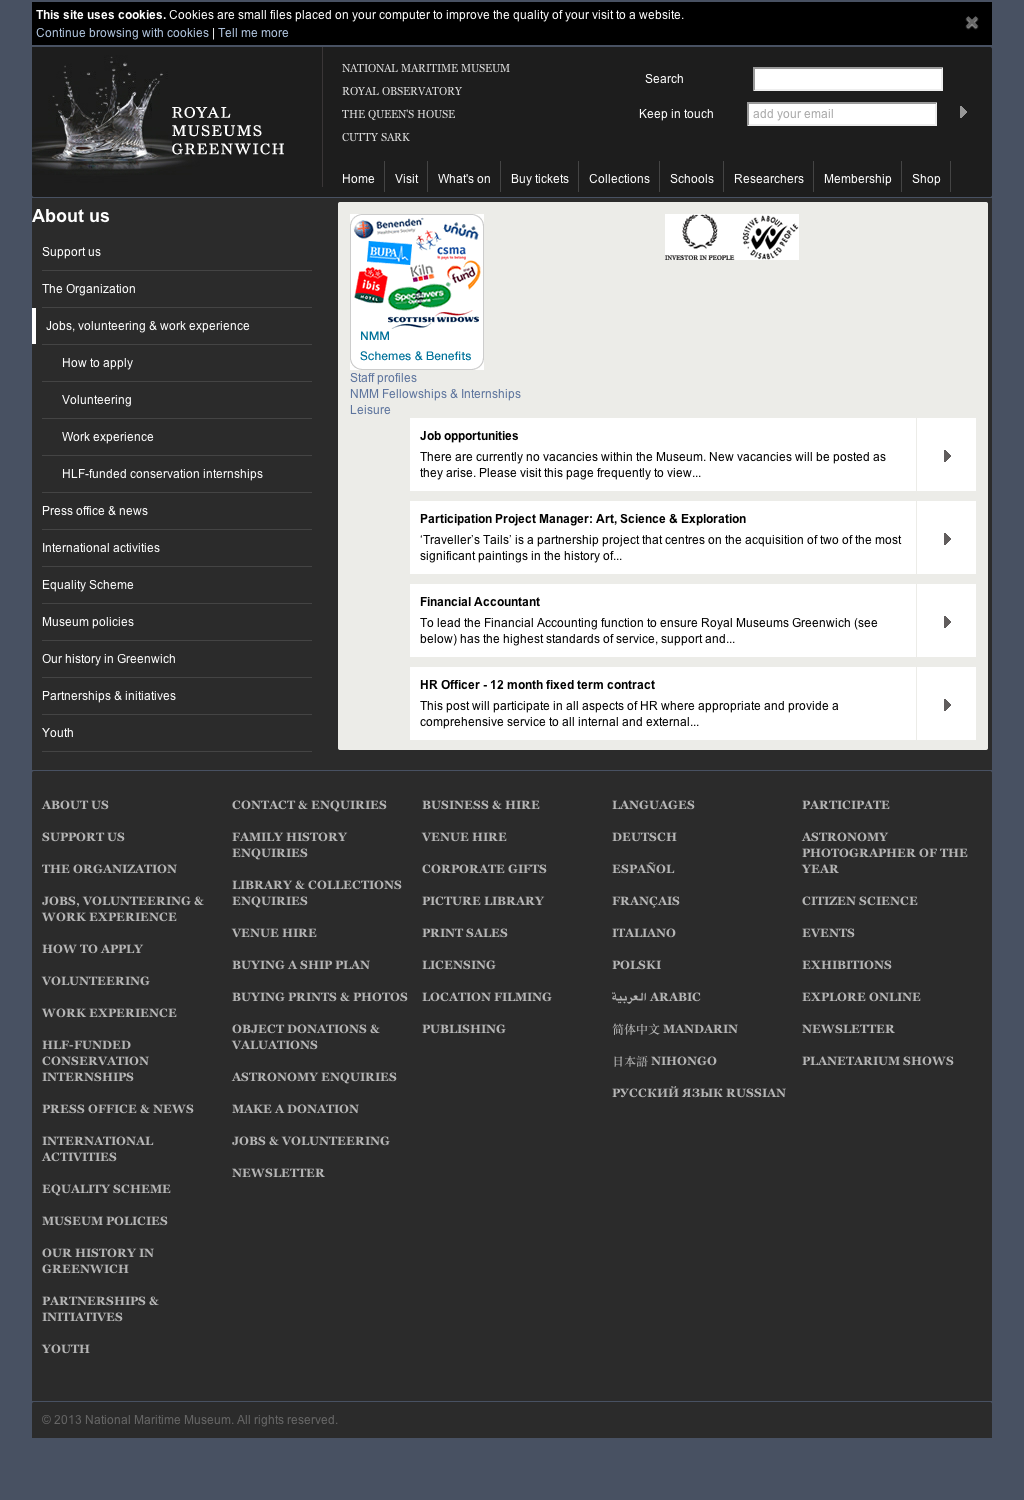 This site uses cookies. Cookies are small files placed on your computer to improve the quality of your visit to a website.
Continue browsing with cookies | Tell me more
ROYAL
MUSEUMS
GREENWICH
NATIONAL MARITIME MUSEUM
ROYAL OBSERVATORY
THE QUEEN'S HOUSE
CUTTY SARK
Search
Keep in touch
add your email
Home
Visit
What's on
Buy tickets
Collections
Schools
Researchers
Membership
Shop
About us
Support us
The Organization
Jobs, volunteering & work experience
How to apply
Volunteering
Work experience
HLF-funded conservation internships
Press office & news
International activities
Equality Scheme
Museum policies
Our history in Greenwich
Partnerships & initiatives
Youth
Benenden
Healthcare Society
unum
BUPA
csma
Kiln
fund
ibis
HOTEL
Specsavers
Opticians
SCOTTISH WIDOWS
NMM
Schemes & Benefits
INVESTOR IN PEOPLE
POSITIVE ABOUT DISABLED PEOPLE
Staff profiles
NMM Fellowships & Internships
Leisure
Job opportunities
There are currently no vacancies within the Museum. New vacancies will be posted as
they arise. Please visit this page frequently to view...
Participation Project Manager: Art, Science & Exploration
‘Traveller’s Tails’ is a partnership project that centres on the acquisition of two of the most
significant paintings in the history of...
Financial Accountant
To lead the Financial Accounting function to ensure Royal Museums Greenwich (see
below) has the highest standards of service, support and...
HR Officer - 12 month fixed term contract
This post will participate in all aspects of HR where appropriate and provide a
comprehensive service to all internal and external...
ABOUT US
SUPPORT US
THE ORGANIZATION
JOBS, VOLUNTEERING &
WORK EXPERIENCE
HOW TO APPLY
VOLUNTEERING
WORK EXPERIENCE
HLF-FUNDED
CONSERVATION
INTERNSHIPS
PRESS OFFICE & NEWS
INTERNATIONAL
ACTIVITIES
EQUALITY SCHEME
MUSEUM POLICIES
OUR HISTORY IN
GREENWICH
PARTNERSHIPS &
INITIATIVES
YOUTH
CONTACT & ENQUIRIES
FAMILY HISTORY
ENQUIRIES
LIBRARY & COLLECTIONS
ENQUIRIES
VENUE HIRE
BUYING A SHIP PLAN
BUYING PRINTS & PHOTOS
OBJECT DONATIONS &
VALUATIONS
ASTRONOMY ENQUIRIES
MAKE A DONATION
JOBS & VOLUNTEERING
NEWSLETTER
BUSINESS & HIRE
VENUE HIRE
CORPORATE GIFTS
PICTURE LIBRARY
PRINT SALES
LICENSING
LOCATION FILMING
PUBLISHING
LANGUAGES
DEUTSCH
ESPAÑOL
FRANÇAIS
ITALIANO
POLSKI
العربية ARABIC
简体中文 MANDARIN
日本語 NIHONGO
РУССКИЙ ЯЗЫК RUSSIAN
PARTICIPATE
ASTRONOMY
PHOTOGRAPHER OF THE
YEAR
CITIZEN SCIENCE
EVENTS
EXHIBITIONS
EXPLORE ONLINE
NEWSLETTER
PLANETARIUM SHOWS
© 2013 National Maritime Museum. All rights reserved.